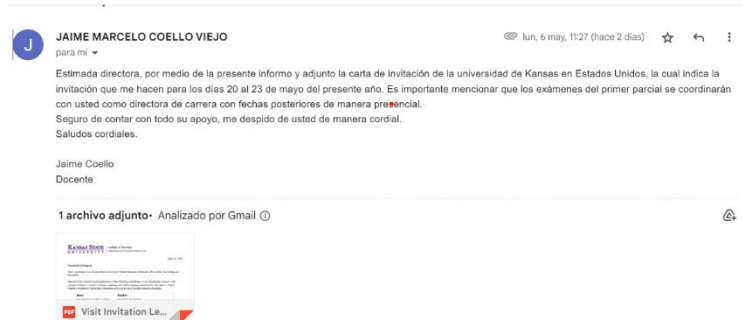 J
JAIME MARCELO COELLO VIEJO
lun, 6 may, 11:27 (hace 2 días)
para mí
Estimada directora, por medio de la presente informo y adjunto la carta de invitación de la universidad de Kansas en Estados Unidos, la cual indica la
invitación que me hacen para los días 20 al 23 de mayo del presente año. Es importante mencionar que los exámenes del primer parcial se coordinarán
con usted como directora de carrera con fechas posteriores de manera presencial.
Seguro de contar con todo su apoyo, me despido de usted de manera cordial.
Saludos cordiales.
Jaime Coello
Docente
1 archivo adjunto• Analizado por Gmail
KANSAS STATE
UNIVERSITY
PDF Visit Invitation Le...